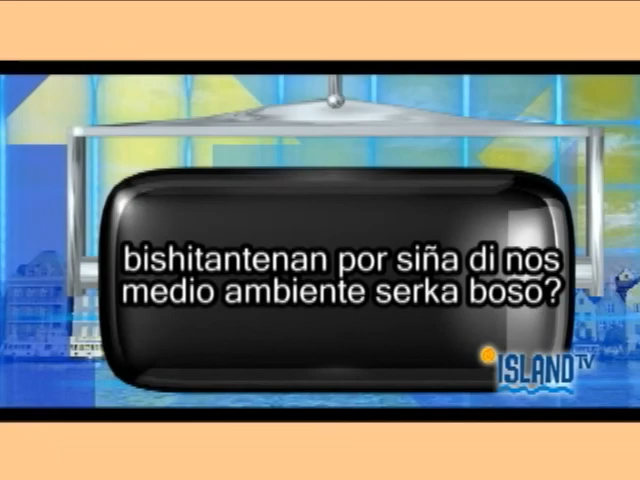 bishitantenan por siña di nos
medio ambiente serka boso?
ISLAND TV